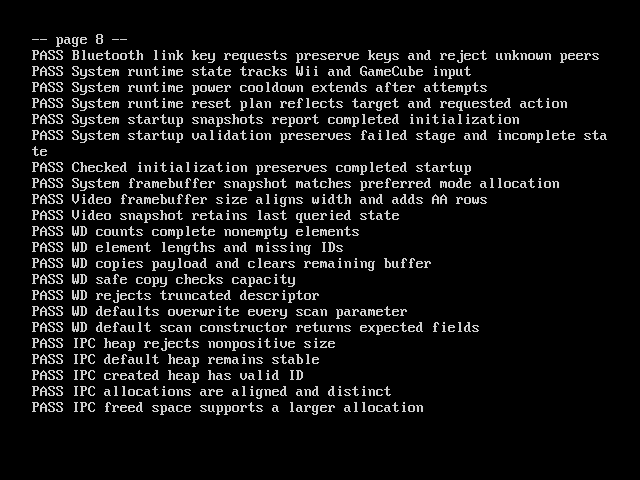 -- page 8 --
PASS Bluetooth link key requests preserve keys and reject unknown peers
PASS System runtime state tracks Wii and GameCube input
PASS System runtime power cooldown extends after attempts
PASS System runtime reset plan reflects target and requested action
PASS System startup snapshots report completed initialization
PASS System startup validation preserves failed stage and incomplete sta
te
PASS Checked initialization preserves completed startup
PASS System framebuffer snapshot matches preferred mode allocation
PASS Video framebuffer size aligns width and adds AA rows
PASS Video snapshot retains last queried state
PASS WD counts complete nonempty elements
PASS WD element lengths and missing IDs
PASS WD copies payload and clears remaining buffer
PASS WD safe copy checks capacity
PASS WD rejects truncated descriptor
PASS WD defaults overwrite every scan parameter
PASS WD default scan constructor returns expected fields
PASS IPC heap rejects nonpositive size
PASS IPC default heap remains stable
PASS IPC created heap has valid ID
PASS IPC allocations are aligned and distinct
PASS IPC freed space supports a larger allocation